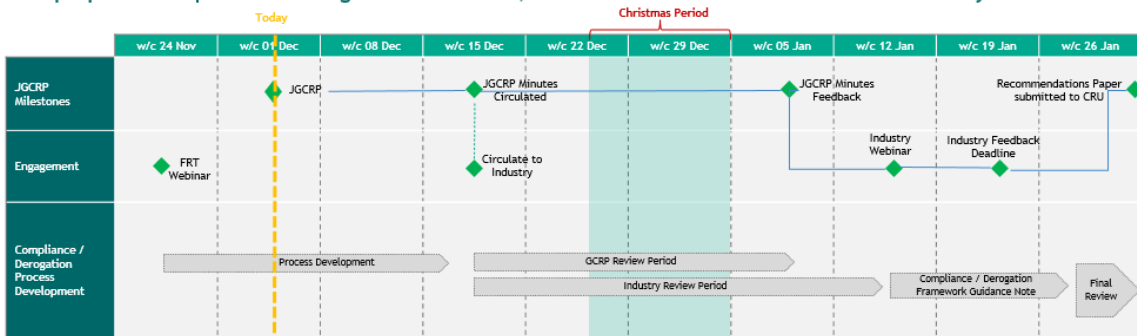 Christmas Period
Today
w/c 24 Nov
w/c 01 Dec
w/c 08 Dec
w/c 15 Dec
w/c 22 Dec
w/c 29 Dec
w/c 05 Jan
w/c 12 Jan
w/c 19 Jan
w/c 26 Jan
JGCRP
Milestones
JGCRP
JGCRP Minutes
Circulated
JGCRP Minutes
Feedback
Recommendations Paper
submitted to CRU
Engagement
FRT
Webinar
Circulate to
Industry
Industry
Webinar
Industry Feedback
Deadline
Compliance /
Derogation
Process
Development
Process Development
GCRP Review Period
Industry Review Period
Compliance / Derogation
Framework Guidance Note
Final
Review